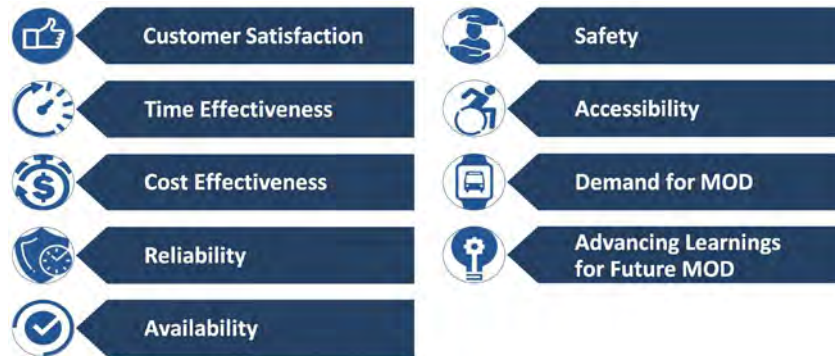 Customer Satisfaction
Time Effectiveness
$
Cost Effectiveness
Reliability
Availability
Safety
Accessibility
Demand for MOD
Advancing Learnings
for Future MOD